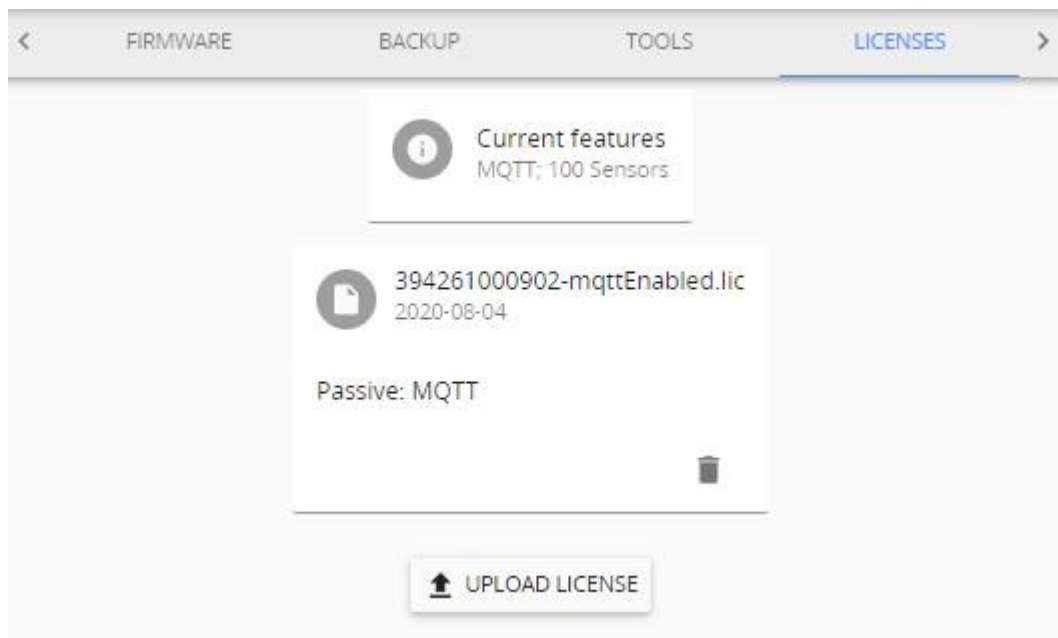 FIRMWARE BACKUP TOOLS LICENSES
Current features
MQTT; 100 Sensors
394261000902-mqttEnabled.lic
2020-08-04
Passive: MQTT
UPLOAD LICENSE